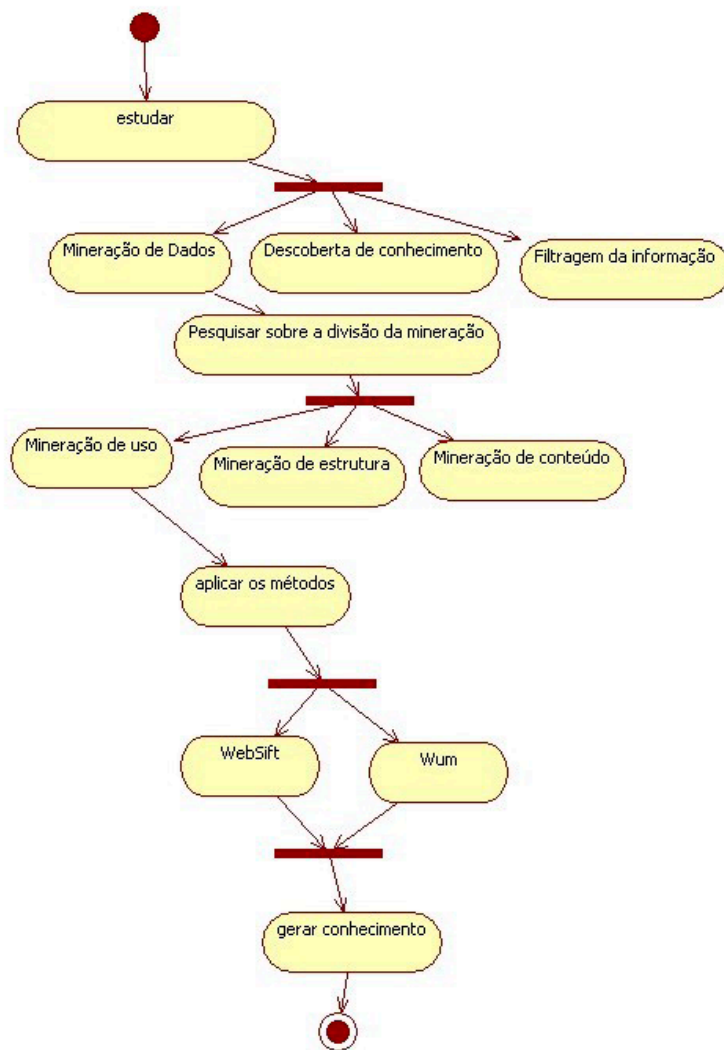 estudar
Mineração de Dados
Descoberta de conhecimento
Filtragem da informação
Pesquisar sobre a divisão da mineração
Mineração de uso
Mineração de estrutura
Mineração de conteúdo
aplicar os métodos
WebSift
Wum
gerar conhecimento